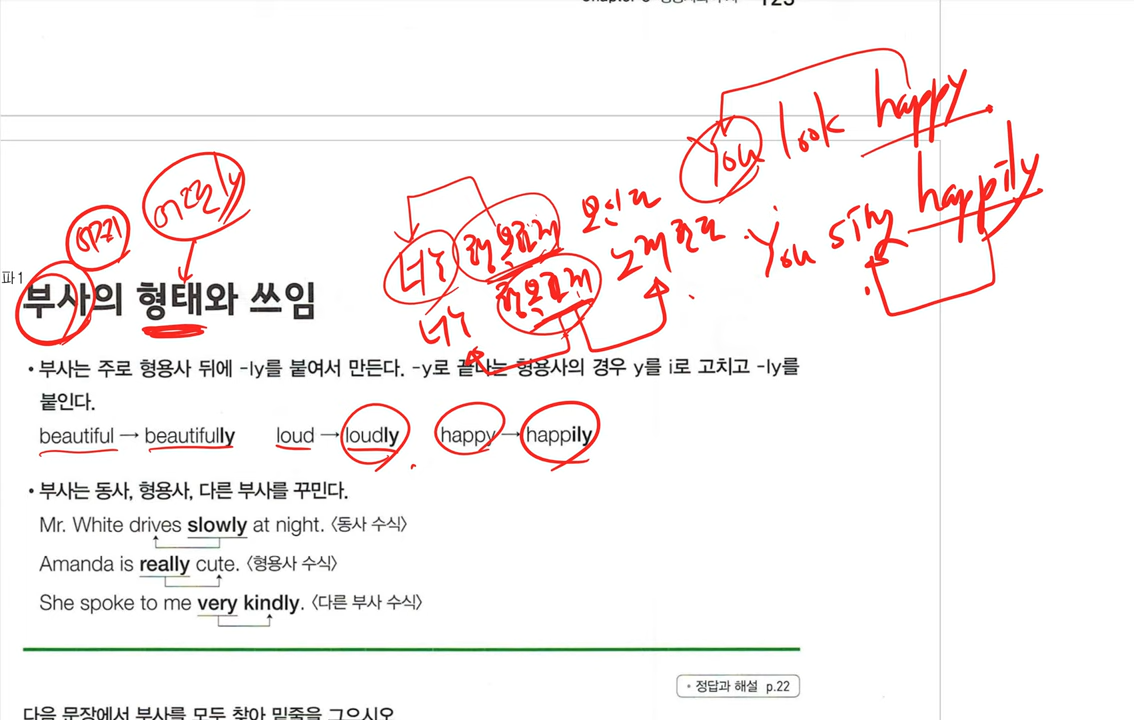 You look happy
You sing happily
너는 행복하게 보인다
너는 행복하게 노래한다
어떻ly
파1
부사의 형태와 쓰임
• 부사는 주로 형용사 뒤에 -ly를 붙여서 만든다. -y로 끝나는 형용사의 경우 y를 i로 고치고 -ly를
붙인다.
beautiful → beautifully loud → loudly happy → happily
• 부사는 동사, 형용사, 다른 부사를 꾸민다.
Mr. White drives slowly at night. 〈동사 수식〉
Amanda is really cute. 〈형용사 수식〉
She spoke to me very kindly. 〈다른 부사 수식〉
• 정답과 해설 p.22
다음 문장에서 부사를 모두 찾아 밑줄을 그으시오